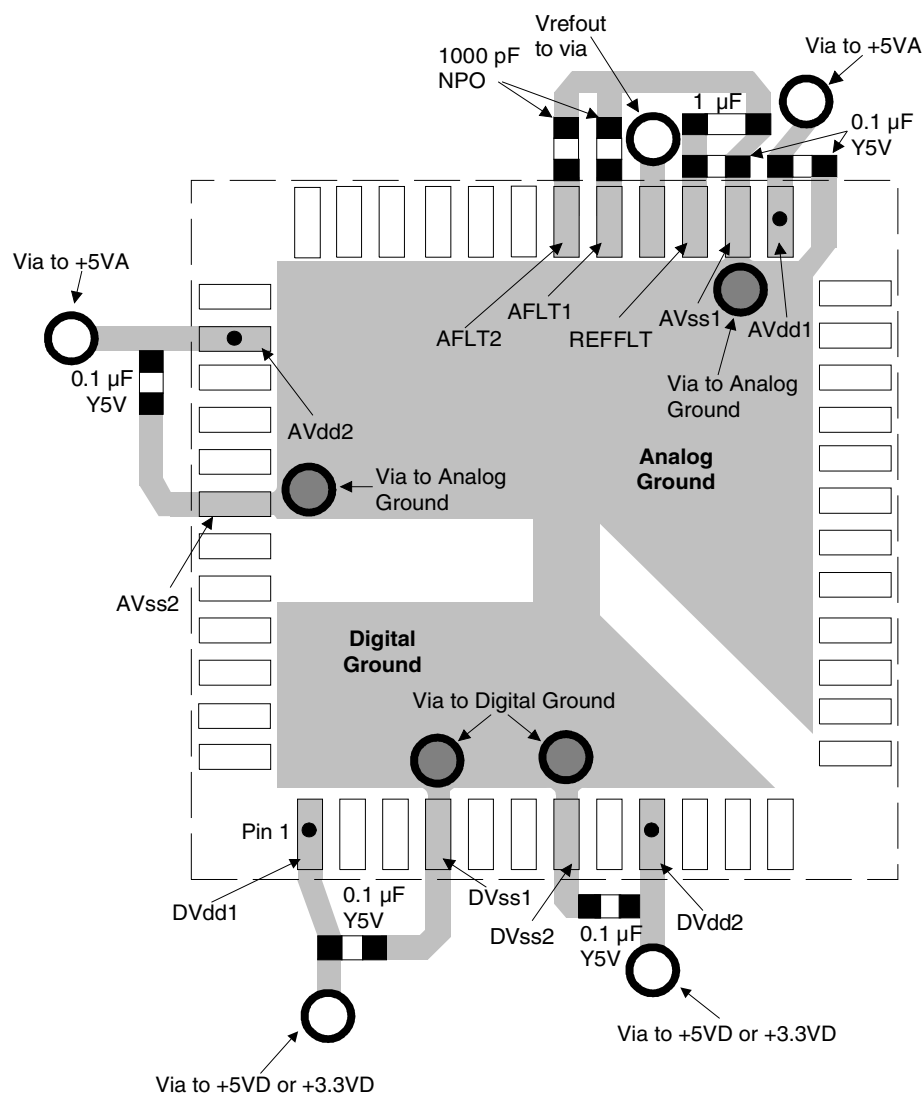 Vrefout
to via
Via to +5VA
1000 pF
NPO
1 µF
0.1 µF
Y5V
Via to +5VA
AFLT2
AFLT1
REFFLT
AVss1
AVdd1
0.1 µF
Y5V
Via to Analog
Ground
AVdd2
Analog
Ground
Via to Analog
Ground
AVss2
Digital
Ground
Via to Digital Ground
Pin 1
DVdd1
0.1 µF
Y5V
DVss1
DVss2
0.1 µF
Y5V
DVdd2
Via to +5VD or +3.3VD
Via to +5VD or +3.3VD